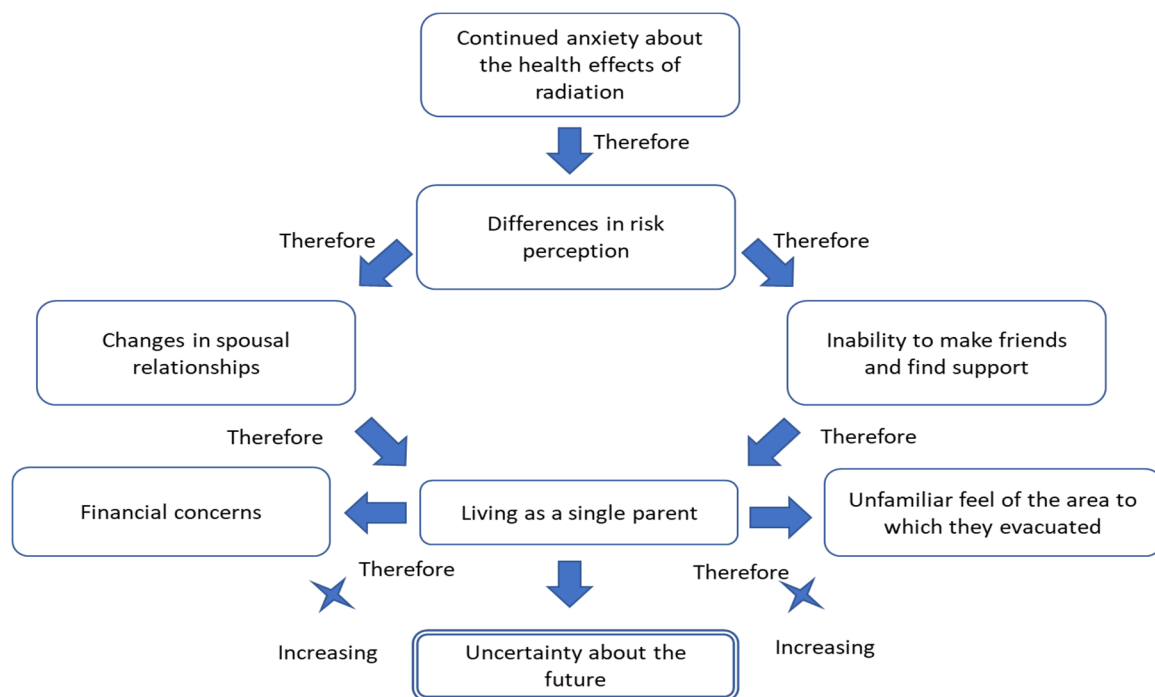 Continued anxiety about
the health effects of
radiation
Therefore
Differences in risk
perception
Therefore
Therefore
Changes in spousal
relationships
Inability to make friends
and find support
Therefore
Therefore
Financial concerns
Living as a single parent
Unfamiliar feel of the area to
which they evacuated
Therefore
Therefore
Increasing
Uncertainty about the
future
Increasing